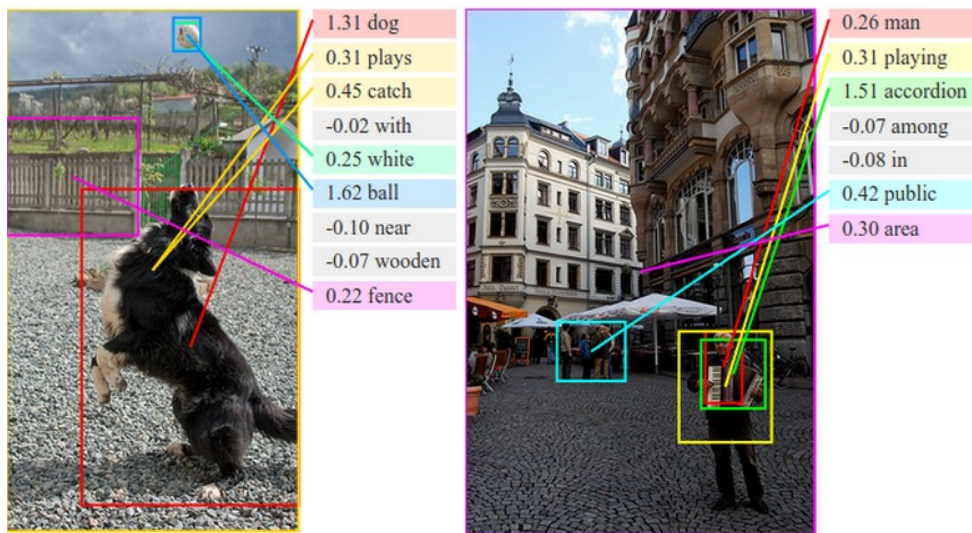 1.31 dog
0.31 plays
0.45 catch
-0.02 with
0.25 white
1.62 ball
-0.10 near
-0.07 wooden
0.22 fence
0.26 man
0.31 playing
1.51 accordion
-0.07 among
-0.08 in
0.42 public
0.30 area